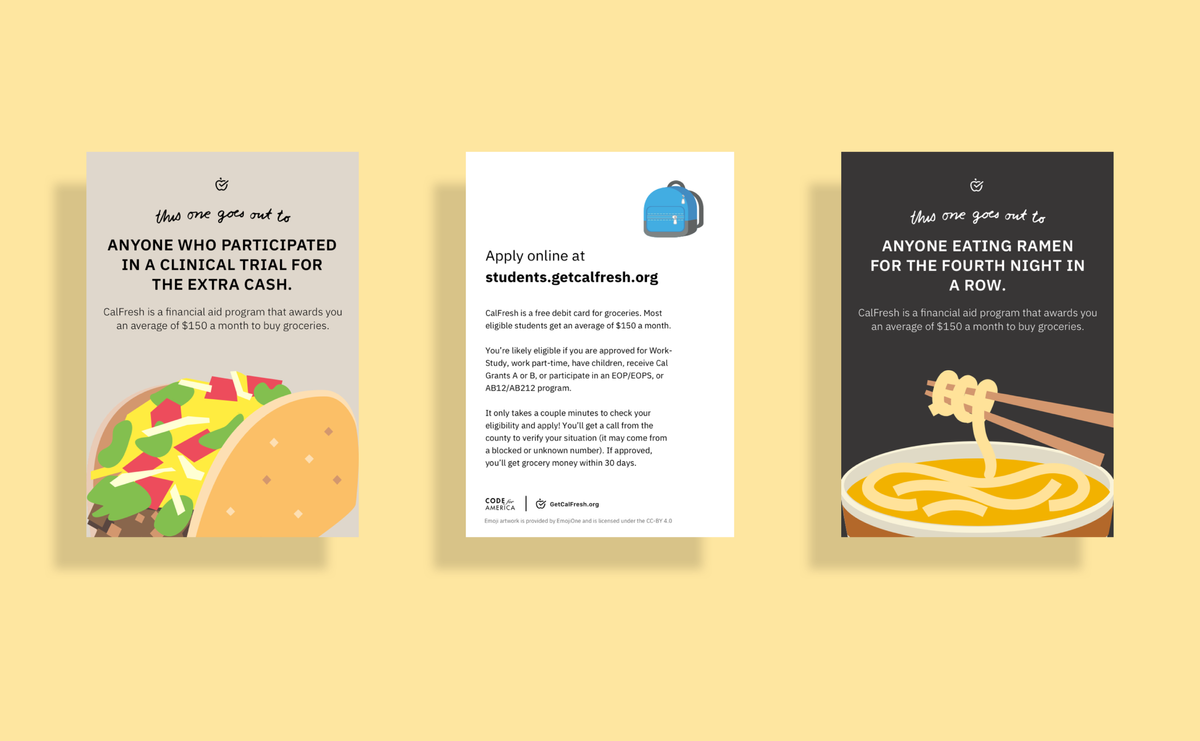 this one goes out to
ANYONE WHO PARTICIPATED
IN A CLINICAL TRIAL FOR
THE EXTRA CASH.
CalFresh is a financial aid program that awards you
an average of $150 a month to buy groceries.
Apply online at
students.getcalfresh.org
CalFresh is a free debit card for groceries. Most
eligible students get an average of $150 a month.
You’re likely eligible if you are approved for Work-
Study, work part-time, have children, receive Cal
Grants A or B, or participate in an EOP/EOPS, or
AB12/AB212 program.
It only takes a couple minutes to check your
eligibility and apply! You’ll get a call from the
county to verify your situation (it may come from
a blocked or unknown number). If approved,
you’ll get grocery money within 30 days.
CODE for
AMERICA
GetCalFresh.org
Emoji artwork is provided by EmojiOne and is licenced under the CC-BY 4.0
this one goes out to
ANYONE EATING RAMEN
FOR THE FOURTH NIGHT IN
A ROW.
CalFresh is a financial aid program that awards you
an average of $150 a month to buy groceries.